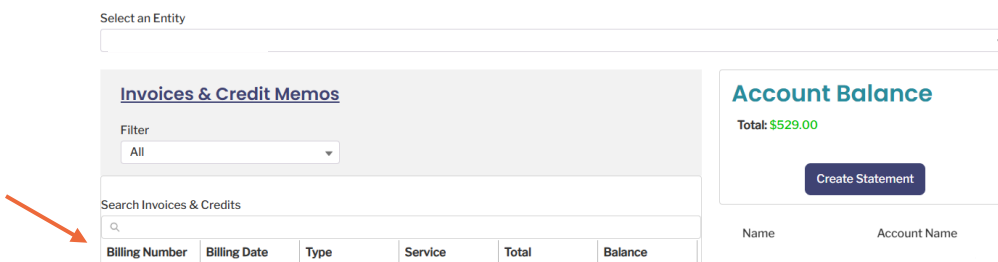 Select an Entity
Invoices & Credit Memos
Filter
All
Search Invoices & Credits
Billing Number Billing Date Type Service Total Balance
Account Balance
Total: $529.00
Create Statement
Name Account Name